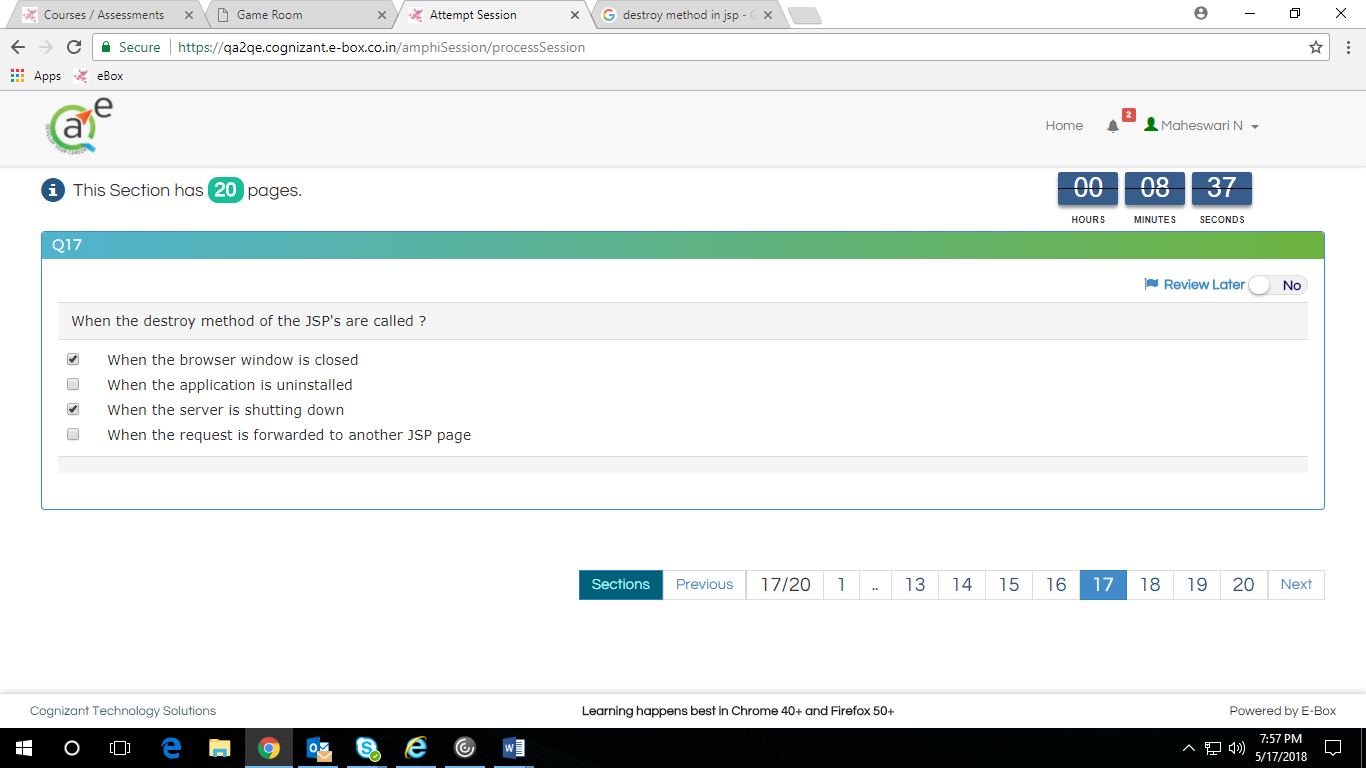 Courses / Assessments
Game Room
Attempt Session
destroy method in jsp -
Secure
https://qa2qe.cognizant.e-box.co.in/amphiSession/processSession
Apps
eBox
a e
Home
2
Maheswari N
This Section has 20 pages.
00 08 37
HOURS MINUTES SECONDS
Q17
Review Later No
When the destroy method of the JSP's are called ?
When the browser window is closed
When the application is uninstalled
When the server is shutting down
When the request is forwarded to another JSP page
Sections Previous 17/20 1 .. 13 14 15 16 17 18 19 20 Next
Cognizant Technology Solutions
Learning happens best in Chrome 40+ and Firefox 50+
Powered by E-Box
7:57 PM
5/17/2018